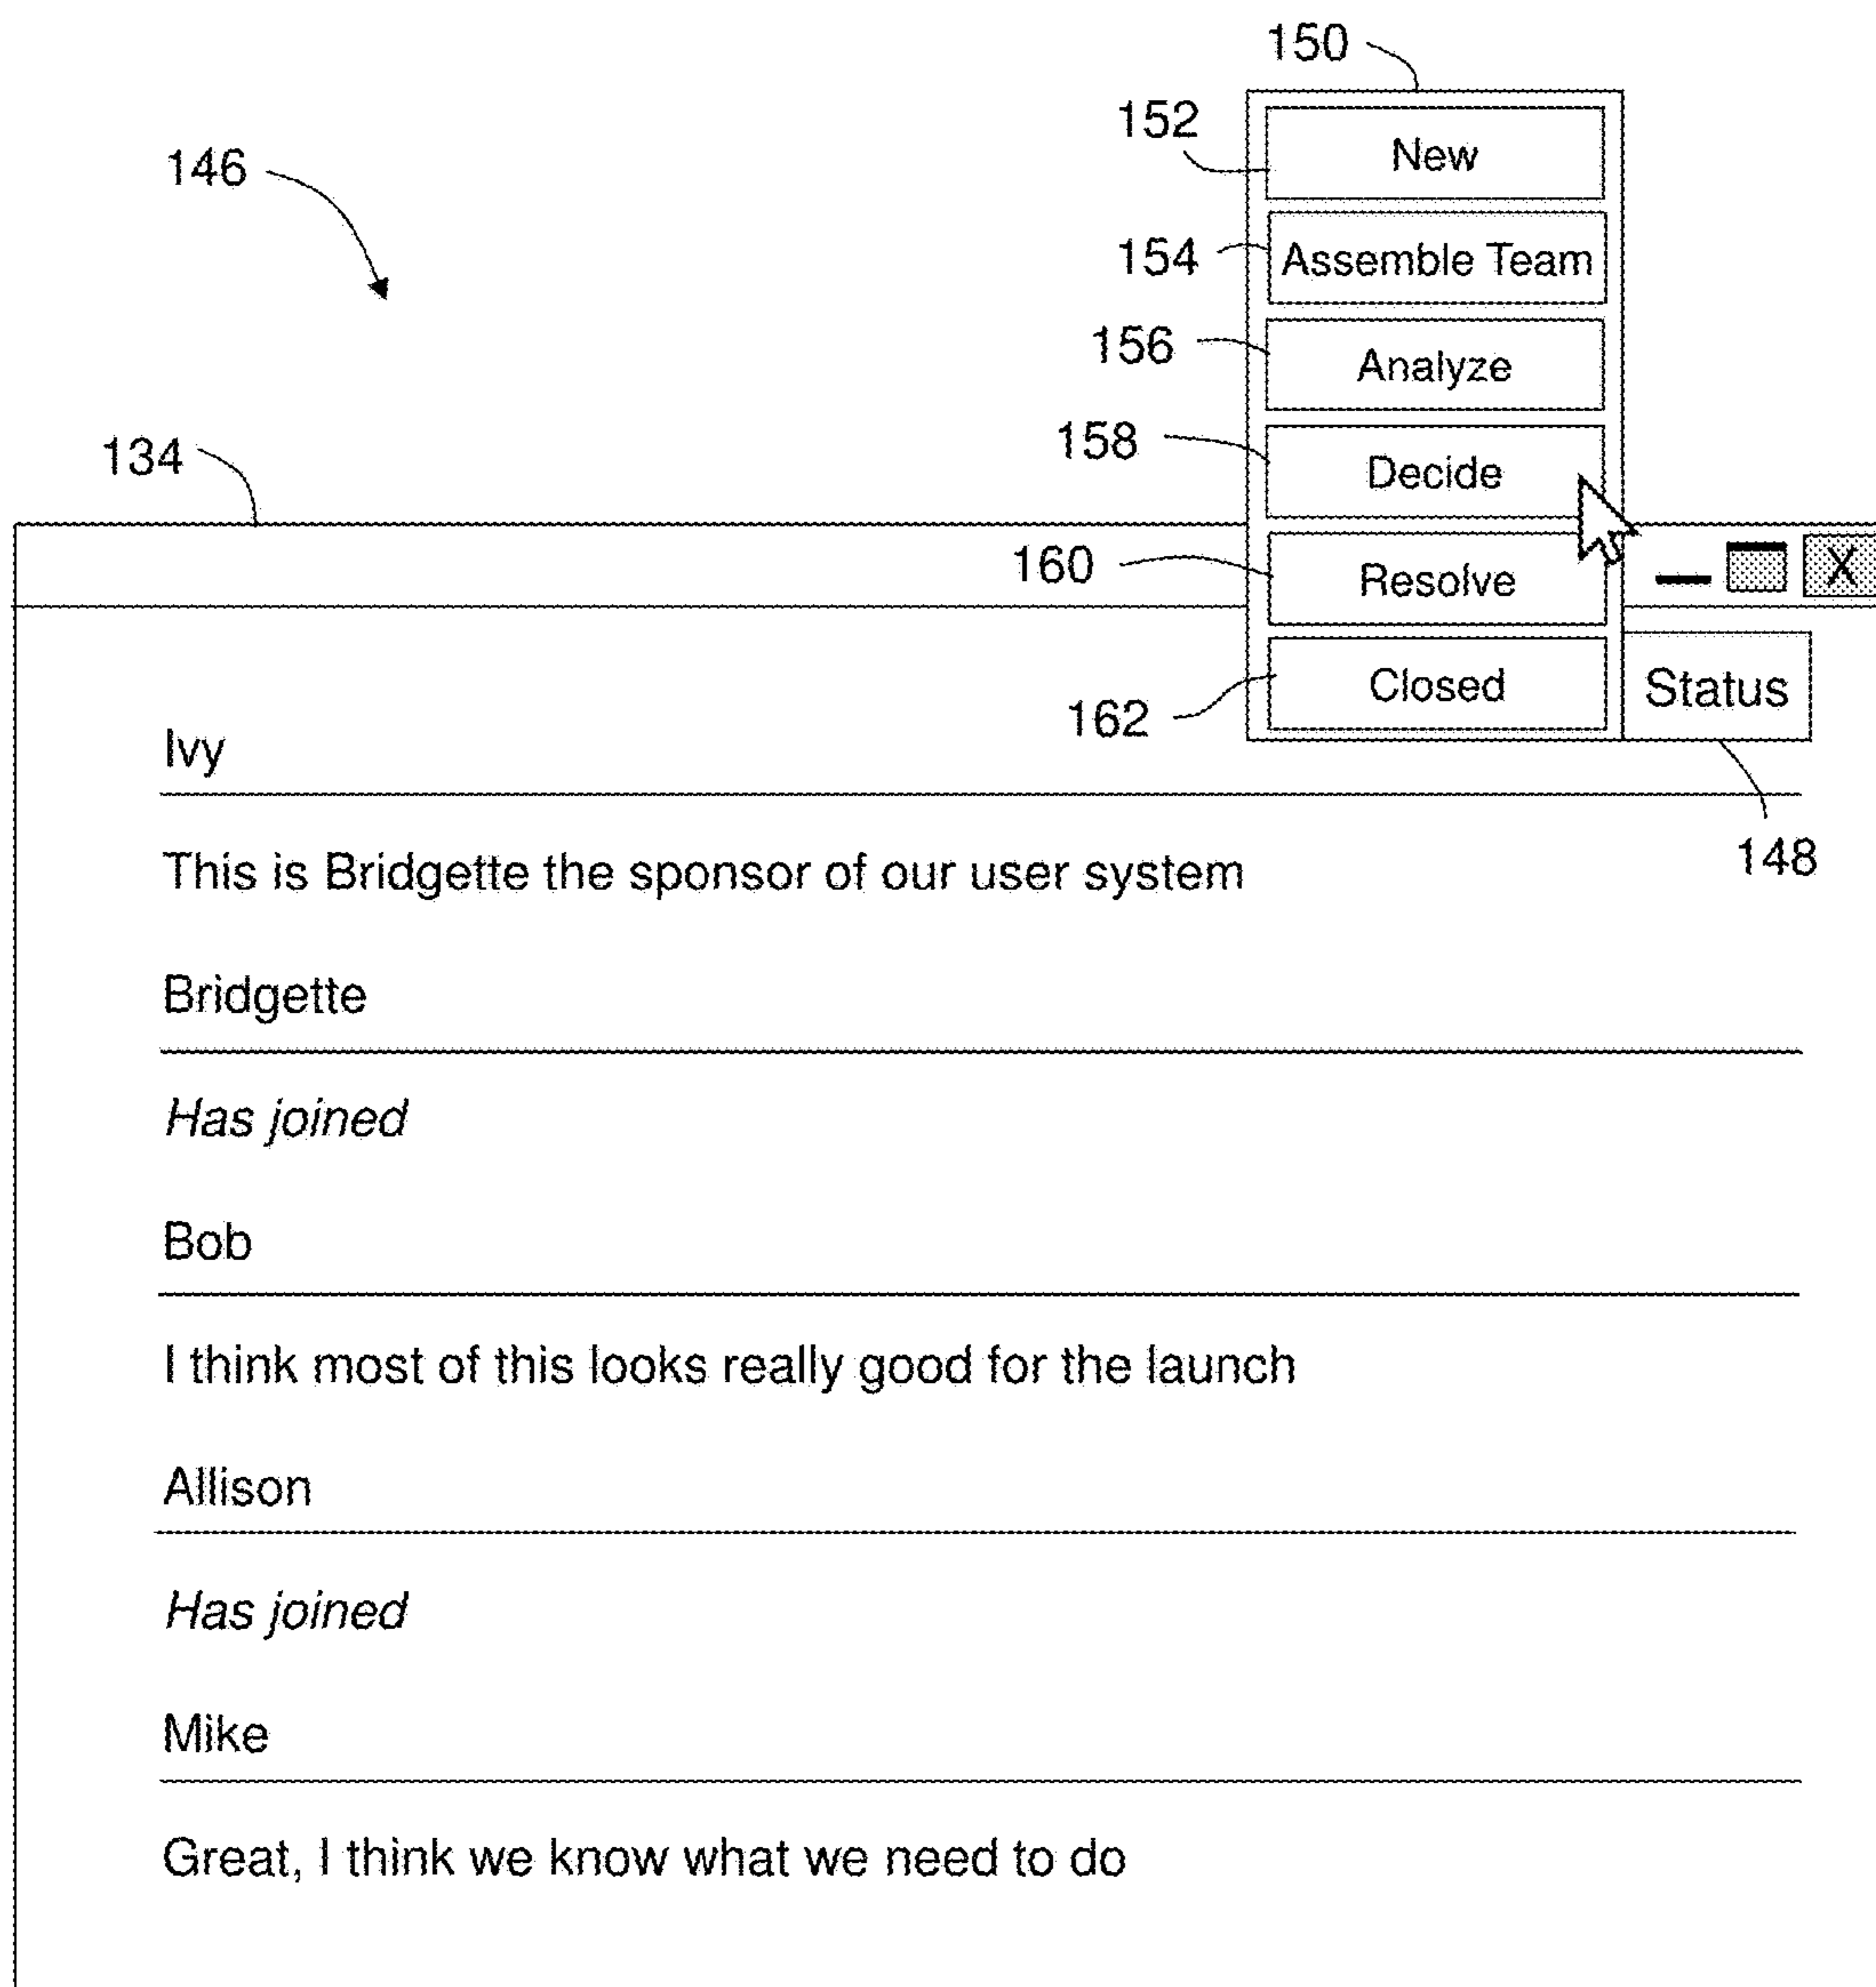 150
152
New
146
154
Assemble Team
156
Analyze
134
158
Decide
160
Resolve
X
162
Closed
Status
Ivy
148
This is Bridgette the sponsor of our user system
Bridgette
Has joined
Bob
I think most of this looks really good for the launch
Allison
Has joined
Mike
Great, I think we know what we need to do